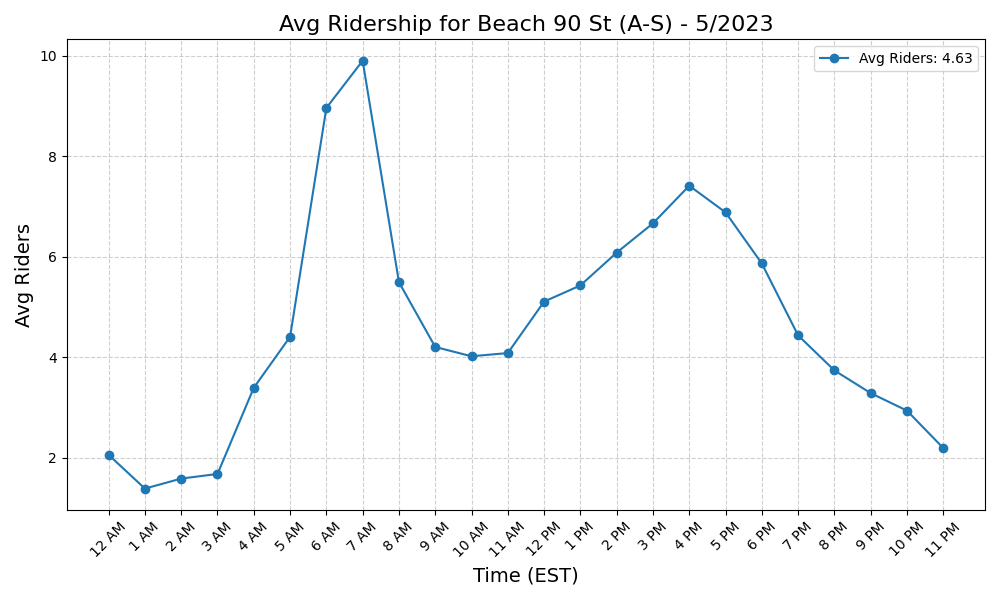 Avg Ridership for Beach 90 St (A-S) - 5/2023
Avg Riders: 4.63
Avg Riders
10
8
6
4
2
12 AM
1 AM
2 AM
3 AM
4 AM
5 AM
6 AM
7 AM
8 AM
9 AM
10 AM
11 AM
12 PM
1 PM
2 PM
3 PM
4 PM
5 PM
6 PM
7 PM
8 PM
9 PM
10 PM
11 PM
Time (EST)